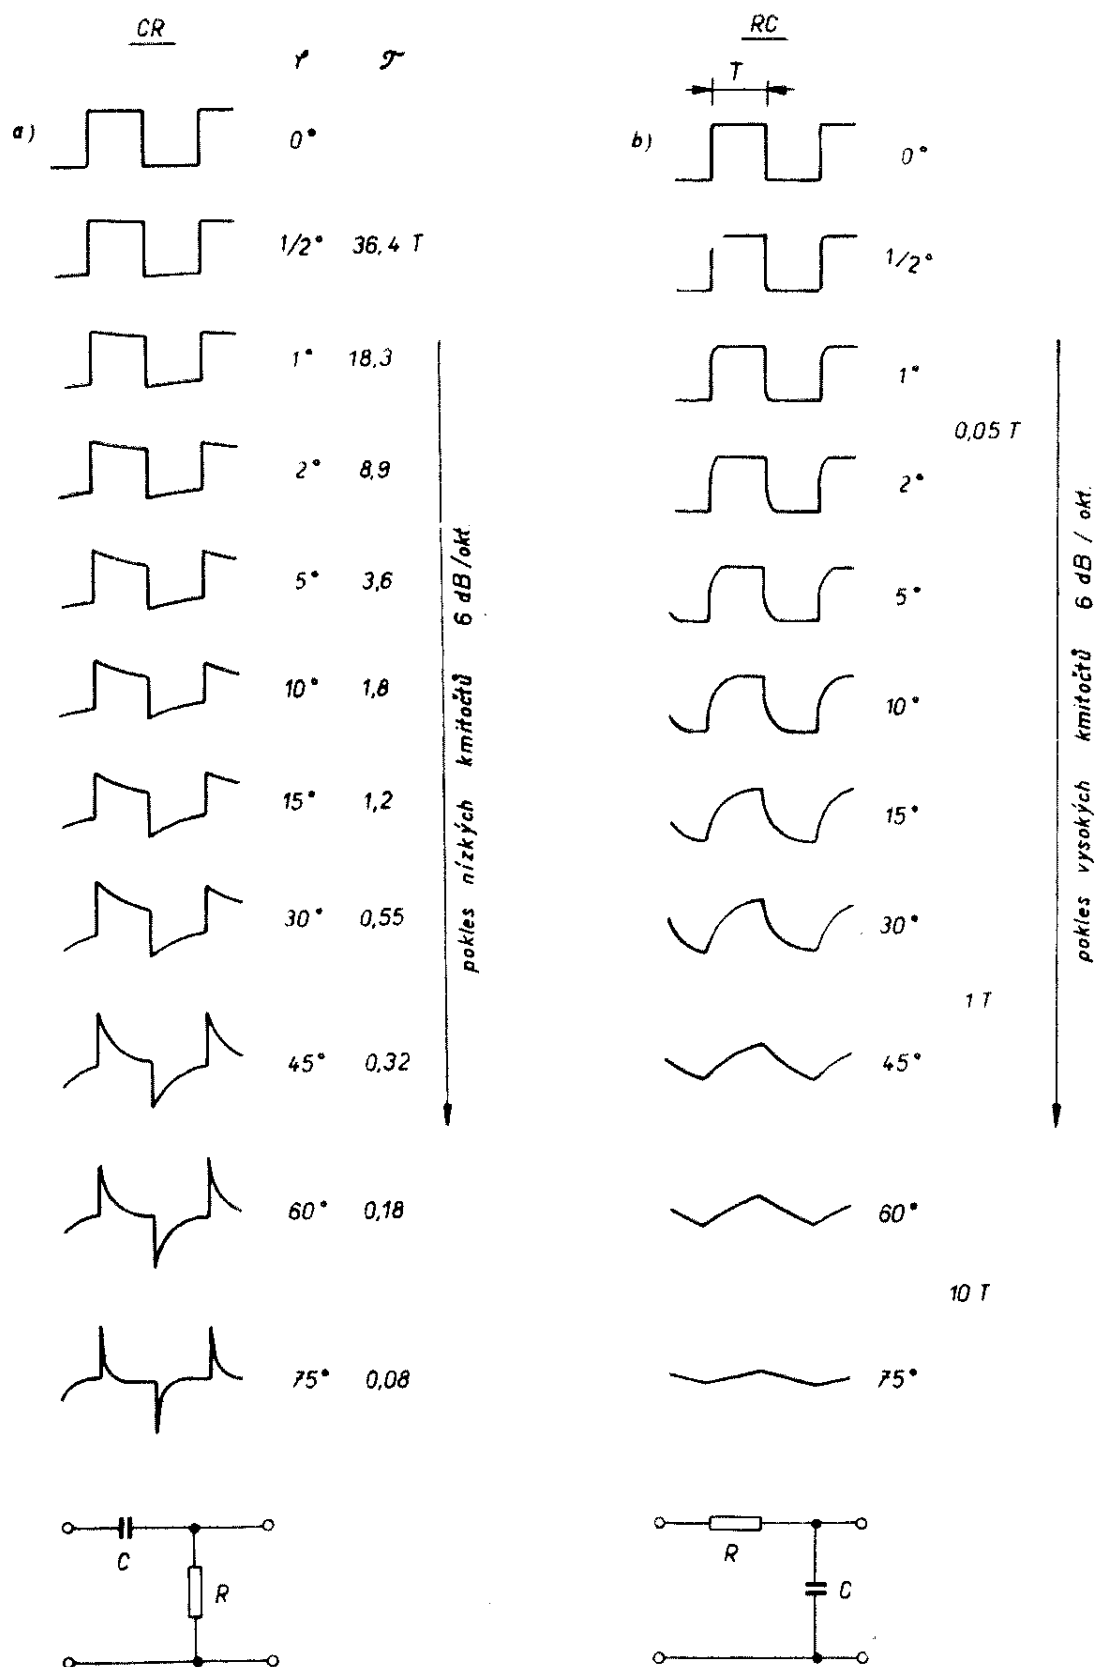 CR
φ 𝒯
a)
0°
1/2° 36,4 T
1° 18,3
2° 8,9
5° 3,6
10° 1,8
15° 1,2
30° 0,55
45° 0,32
60° 0,18
75° 0,08
pokles nízkých kmitočtů 6 dB/okt.
C
R
RC
T
b)
0°
1/2°
1°
0,05 T
2°
5°
10°
15°
30°
1 T
45°
60°
10 T
75°
pokles vysokých kmitočtů 6 dB / okt.
R
C